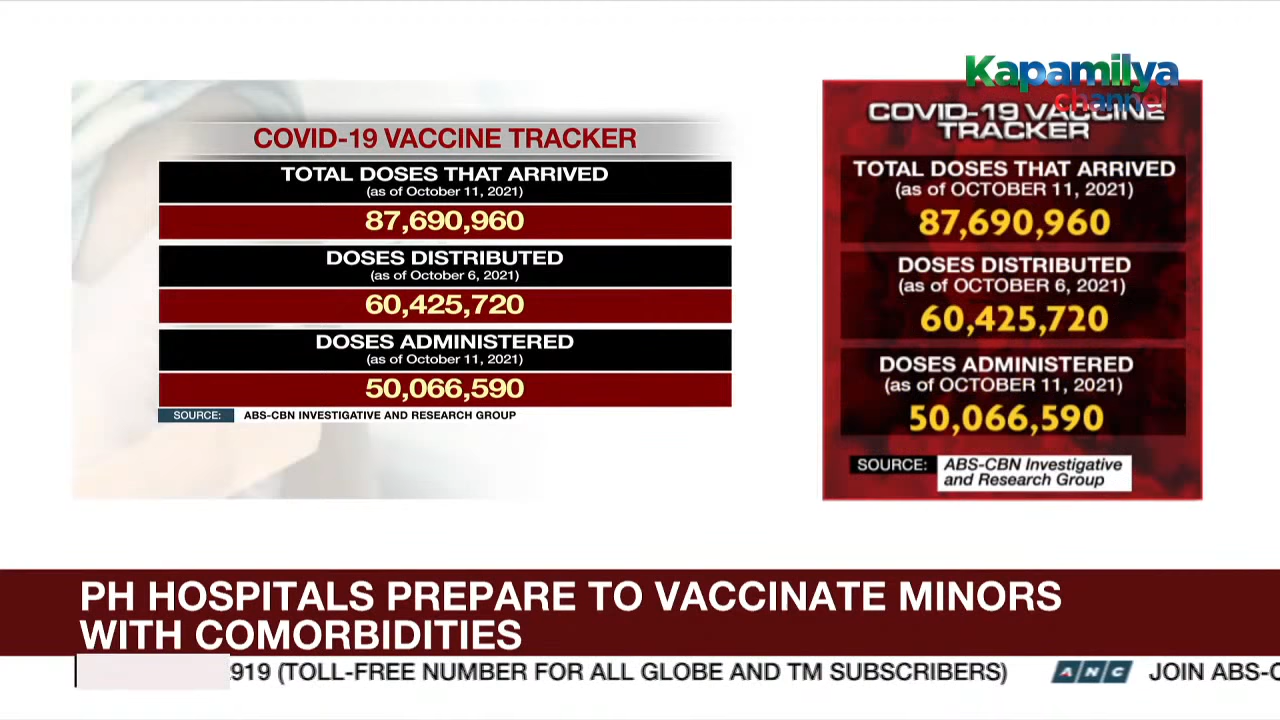 Kapamilya
channel
COVID-19 VACCINE TRACKER
TOTAL DOSES THAT ARRIVED
(as of October 11, 2021)
87,690,960
DOSES DISTRIBUTED
(as of October 6, 2021)
60,425,720
DOSES ADMINISTERED
(as of October 11, 2021)
50,066,590
SOURCE: ABS-CBN INVESTIGATIVE AND RESEARCH GROUP
COVID-19 VACCINE
TRACKER
TOTAL DOSES THAT ARRIVED
(as of OCTOBER 11, 2021)
87,690,960
DOSES DISTRIBUTED
(as of OCTOBER 6, 2021)
60,425,720
DOSES ADMINISTERED
(as of OCTOBER 11, 2021)
50,066,590
SOURCE: ABS-CBN Investigative
and Research Group
PH HOSPITALS PREPARE TO VACCINATE MINORS
WITH COMORBIDITIES
919 (TOLL-FREE NUMBER FOR ALL GLOBE AND TM SUBSCRIBERS) ANC JOIN ABS-C